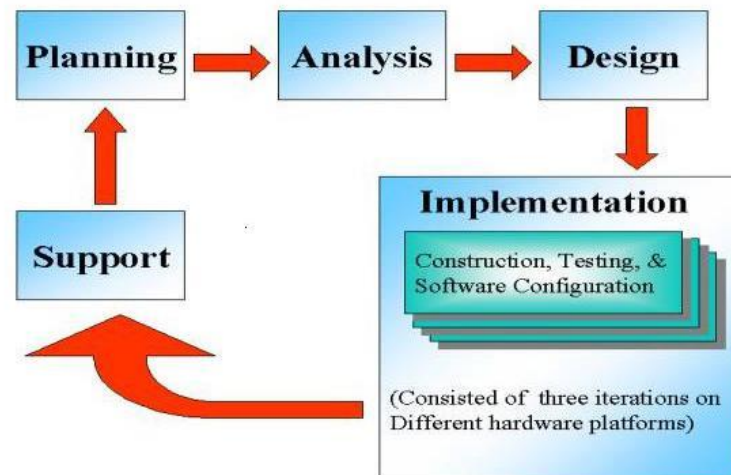 Planning
Analysis
Design
Implementation
Construction, Testing, &
Software Configuration
(Consisted of three iterations on
Different hardware platforms)
Support